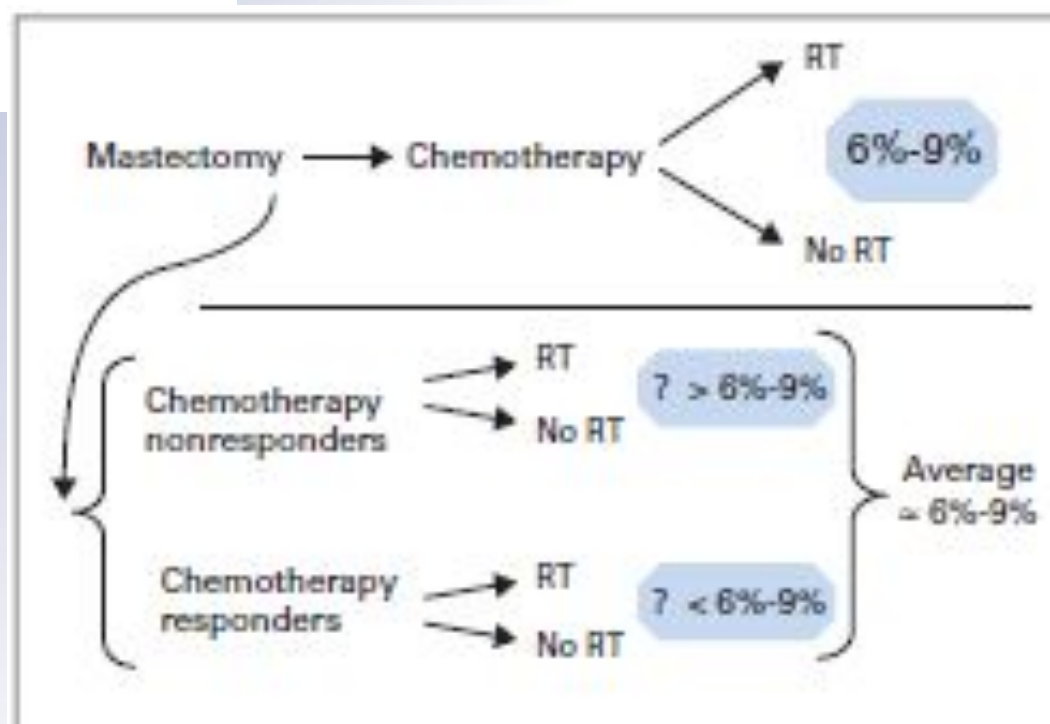 RT
Mastectomy
Chemotherapy
6%-9%
No RT
Chemotherapy
nonresponders
RT
No RT
? > 6%-9%
Chemotherapy
responders
RT
No RT
? < 6%-9%
Average
≃ 6%-9%